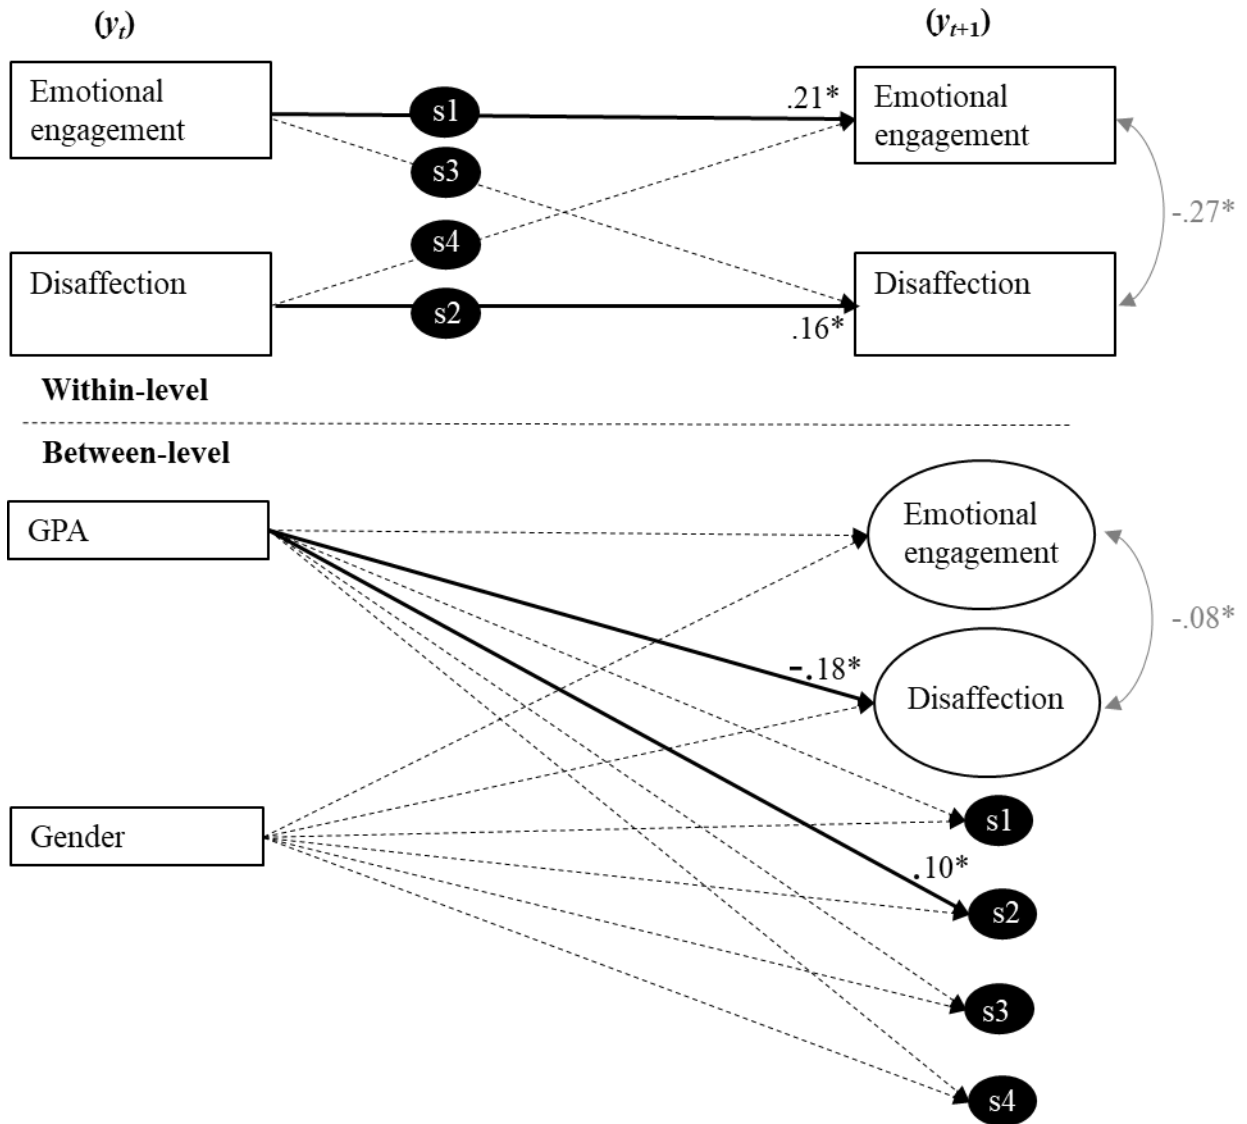 (yt) (yt+1)
Emotional
engagement
s1
.21*
Emotional
engagement
s3
-.27*
s4
Disaffection
s2
.16*
Disaffection
Within-level
Between-level
GPA
Emotional
engagement
-.08*
-.18*
Disaffection
Gender
s1
.10*
s2
s3
s4